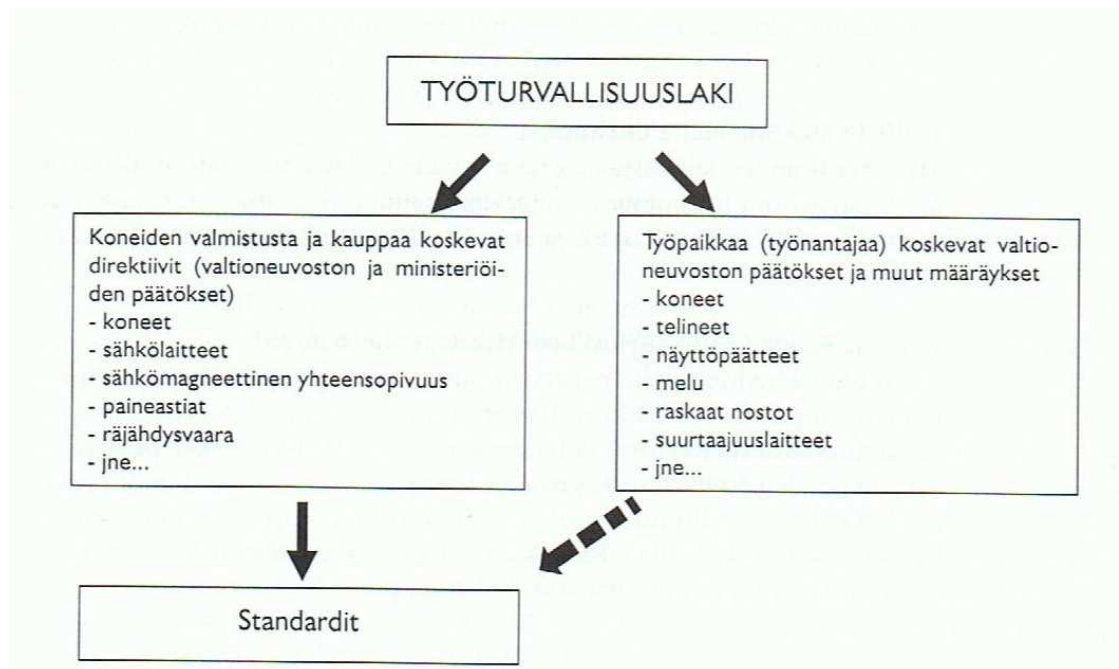 TYÖTURVALLISUUSLAKI
Koneiden valmistusta ja kauppaa koskevat
direktiivit (valtioneuvoston ja ministeriöi-
den päätökset)
- koneet
- sähkölaitteet
- sähkömagneettinen yhteensopivuus
- paineastiat
- räjähdysvaara
- jne...
Työpaikkaa (työnantajaa) koskevat valtio-
neuvoston päätökset ja muut määräykset
- koneet
- telineet
- näyttöpäätteet
- melu
- raskaat nostot
- suurtaajuuslaitteet
- jne...
Standardit